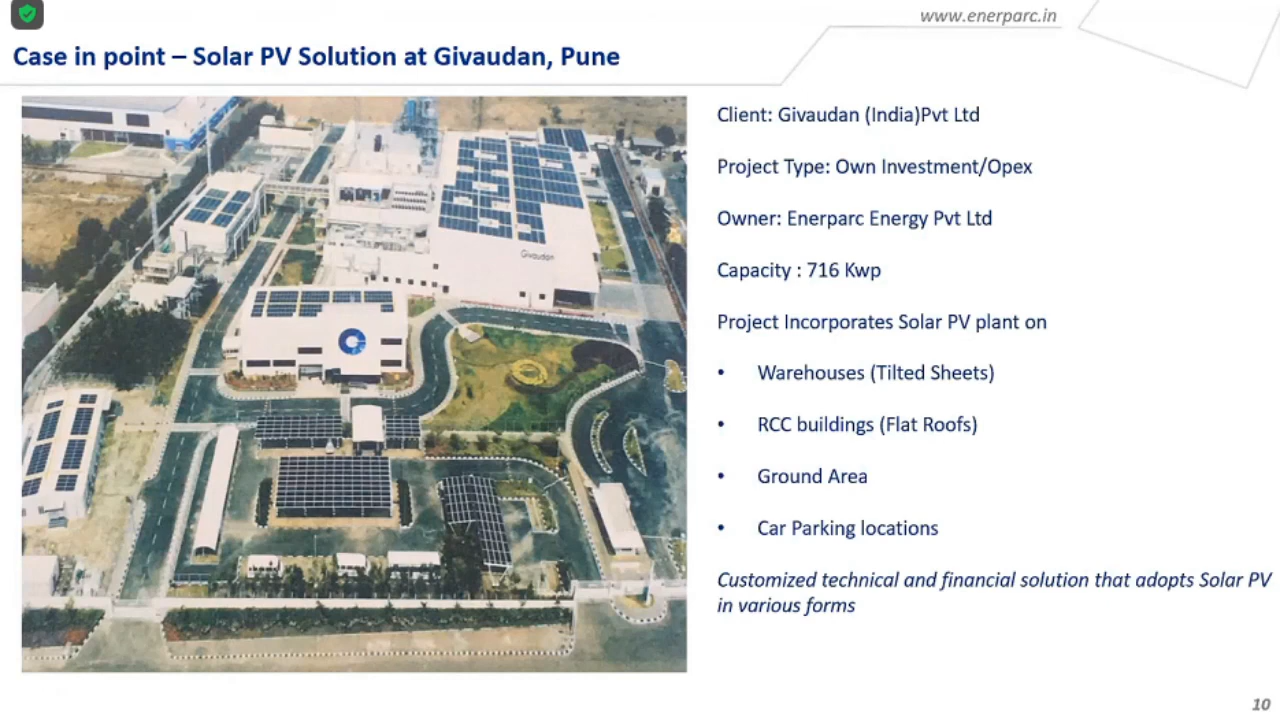 www.enerparc.in
Case in point – Solar PV Solution at Givaudan, Pune
Client: Givaudan (India)Pvt Ltd
Project Type: Own Investment/Opex
Owner: Enerparc Energy Pvt Ltd
Capacity : 716 Kwp
Project Incorporates Solar PV plant on
• Warehouses (Tilted Sheets)
• RCC buildings (Flat Roofs)
• Ground Area
• Car Parking locations
Customized technical and financial solution that adopts Solar PV
in various forms
Givaudan
10